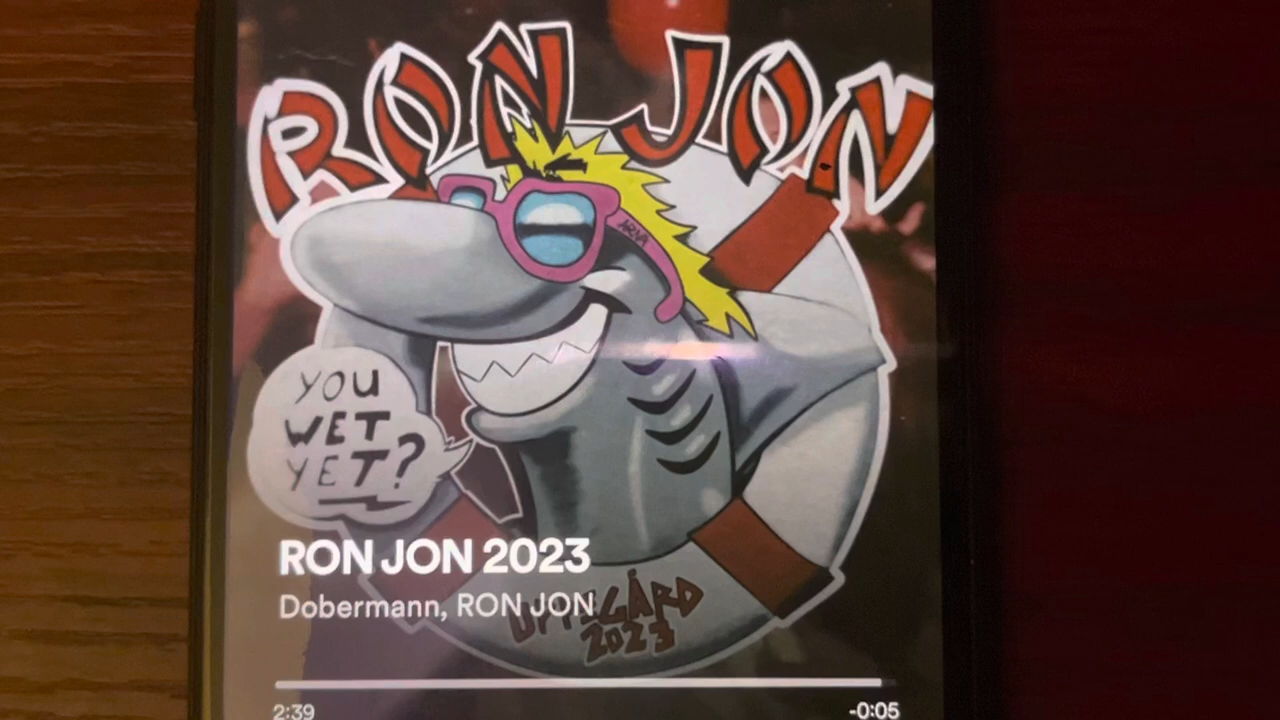 RON JON
YOU
WET
YET?
RON JON 2023
Dobermann, RON JON
2023
2:39
-0:05